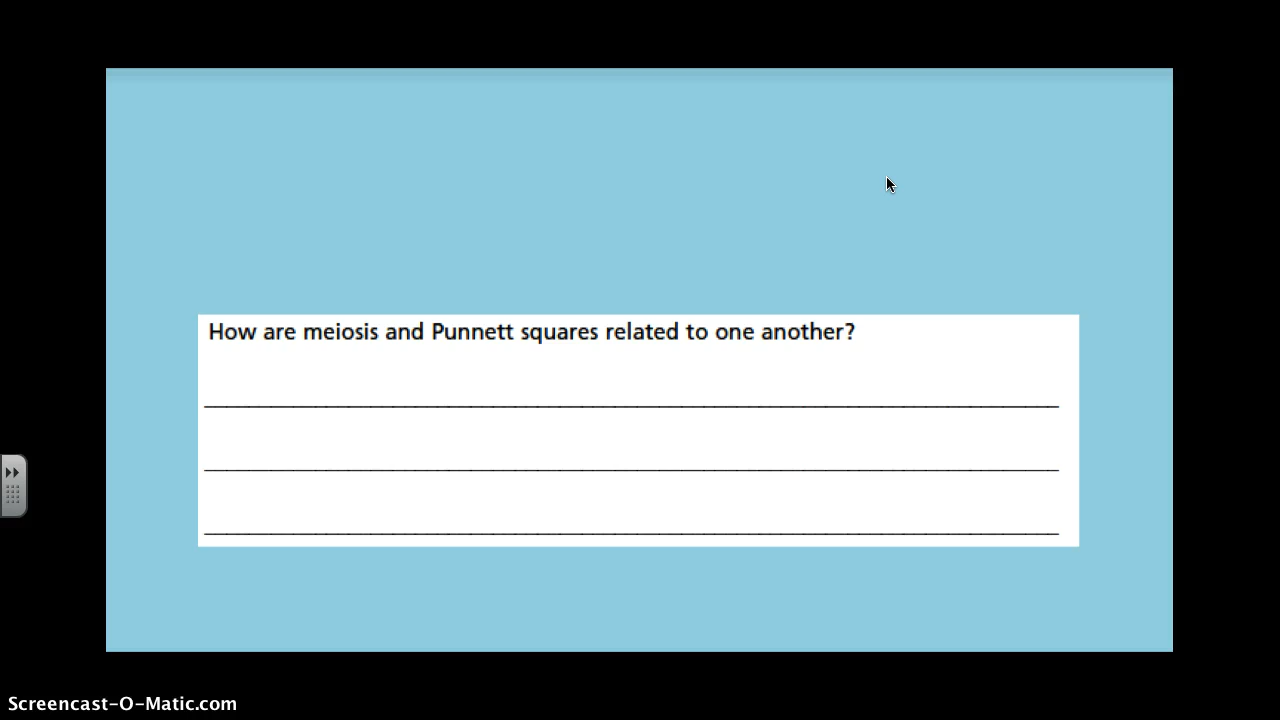 How are meiosis and Punnett squares related to one another?
Screencast-O-Matic.com